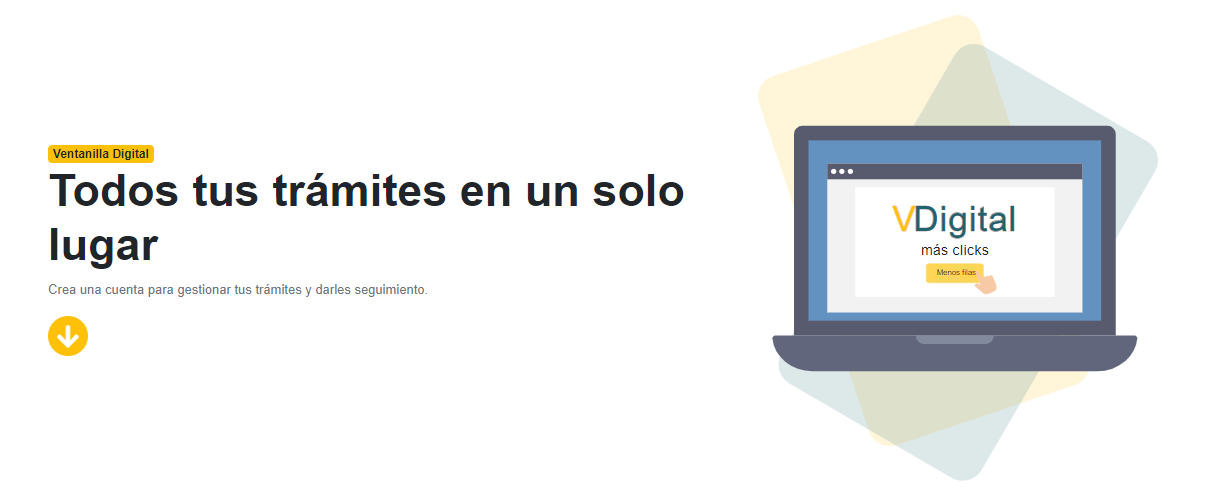 Ventanilla Digital
Todos tus trámites en un solo
lugar
Crea una cuenta para gestionar tus trámites y darles seguimiento.
VDigital
más clicks
Menos filas